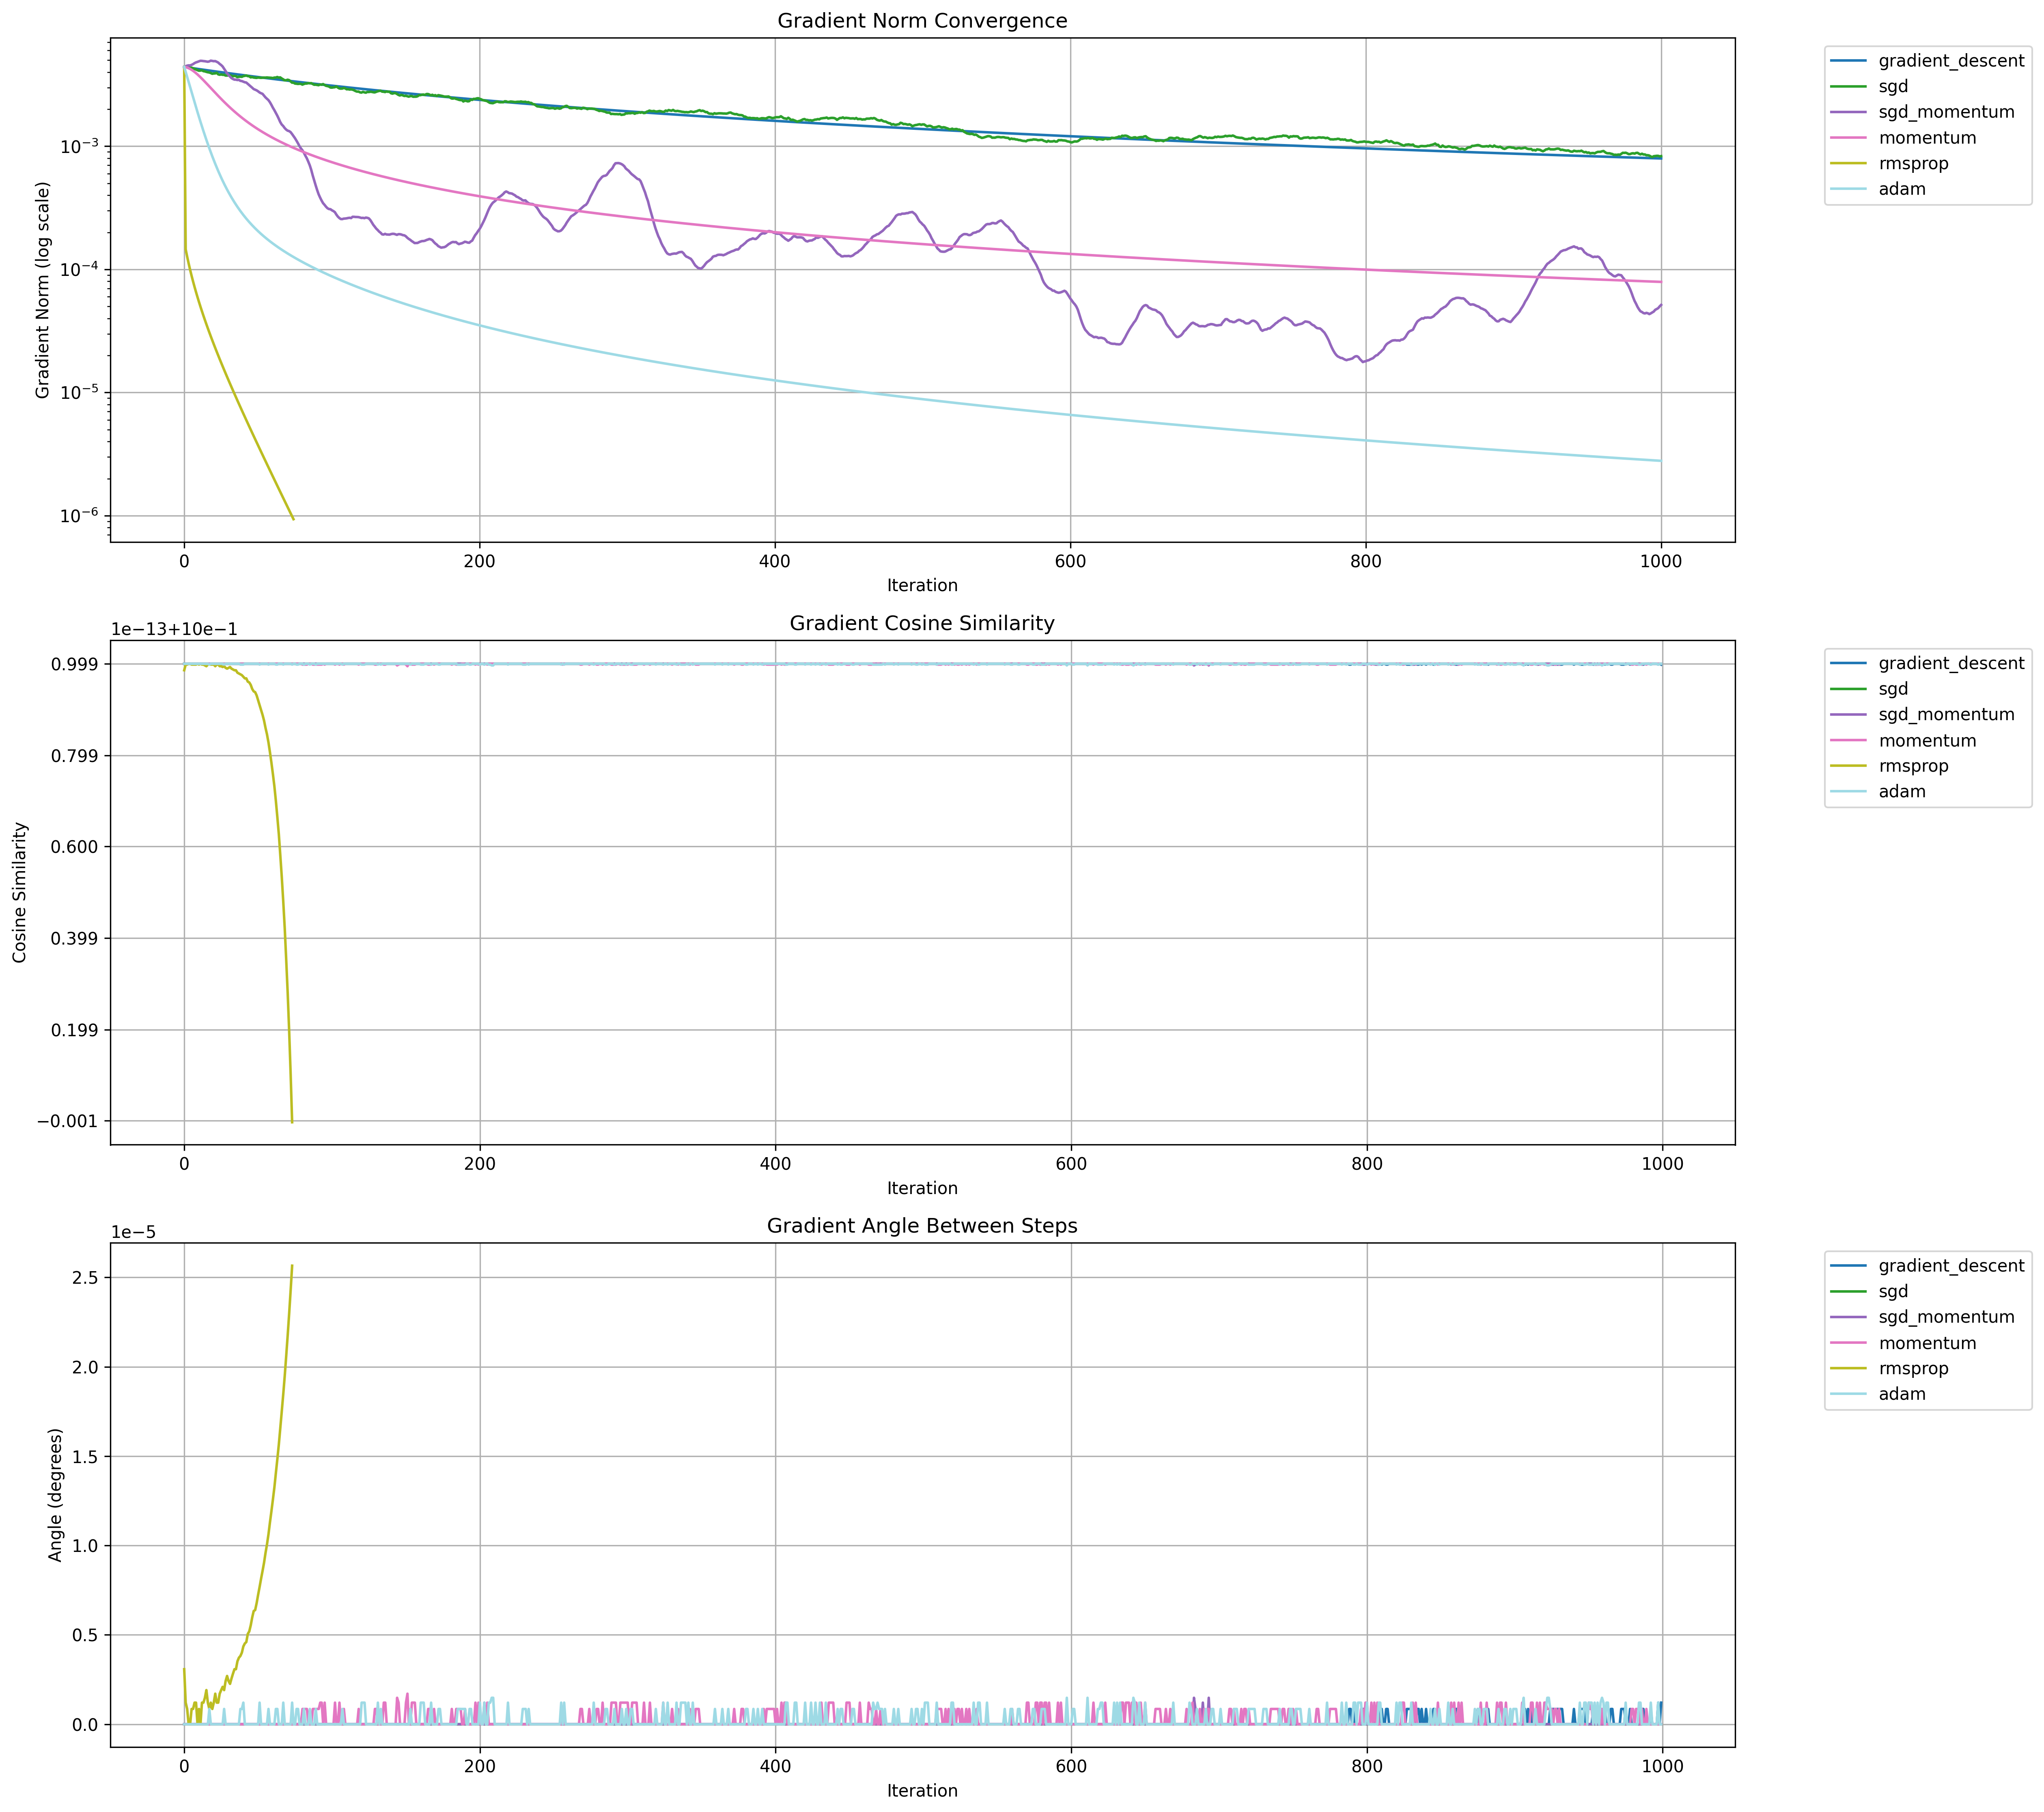 Gradient Norm Convergence
Gradient Norm (log scale)
10⁻³
10⁻⁴
10⁻⁵
10⁻⁶
0 200 400 600 800 1000
Iteration
gradient_descent
sgd
sgd_momentum
momentum
rmsprop
adam
Gradient Cosine Similarity
1e−13+10e−1
Cosine Similarity
0.999
0.799
0.600
0.399
0.199
−0.001
0 200 400 600 800 1000
Iteration
gradient_descent
sgd
sgd_momentum
momentum
rmsprop
adam
Gradient Angle Between Steps
1e−5
Angle (degrees)
2.5
2.0
1.5
1.0
0.5
0.0
0 200 400 600 800 1000
Iteration
gradient_descent
sgd
sgd_momentum
momentum
rmsprop
adam